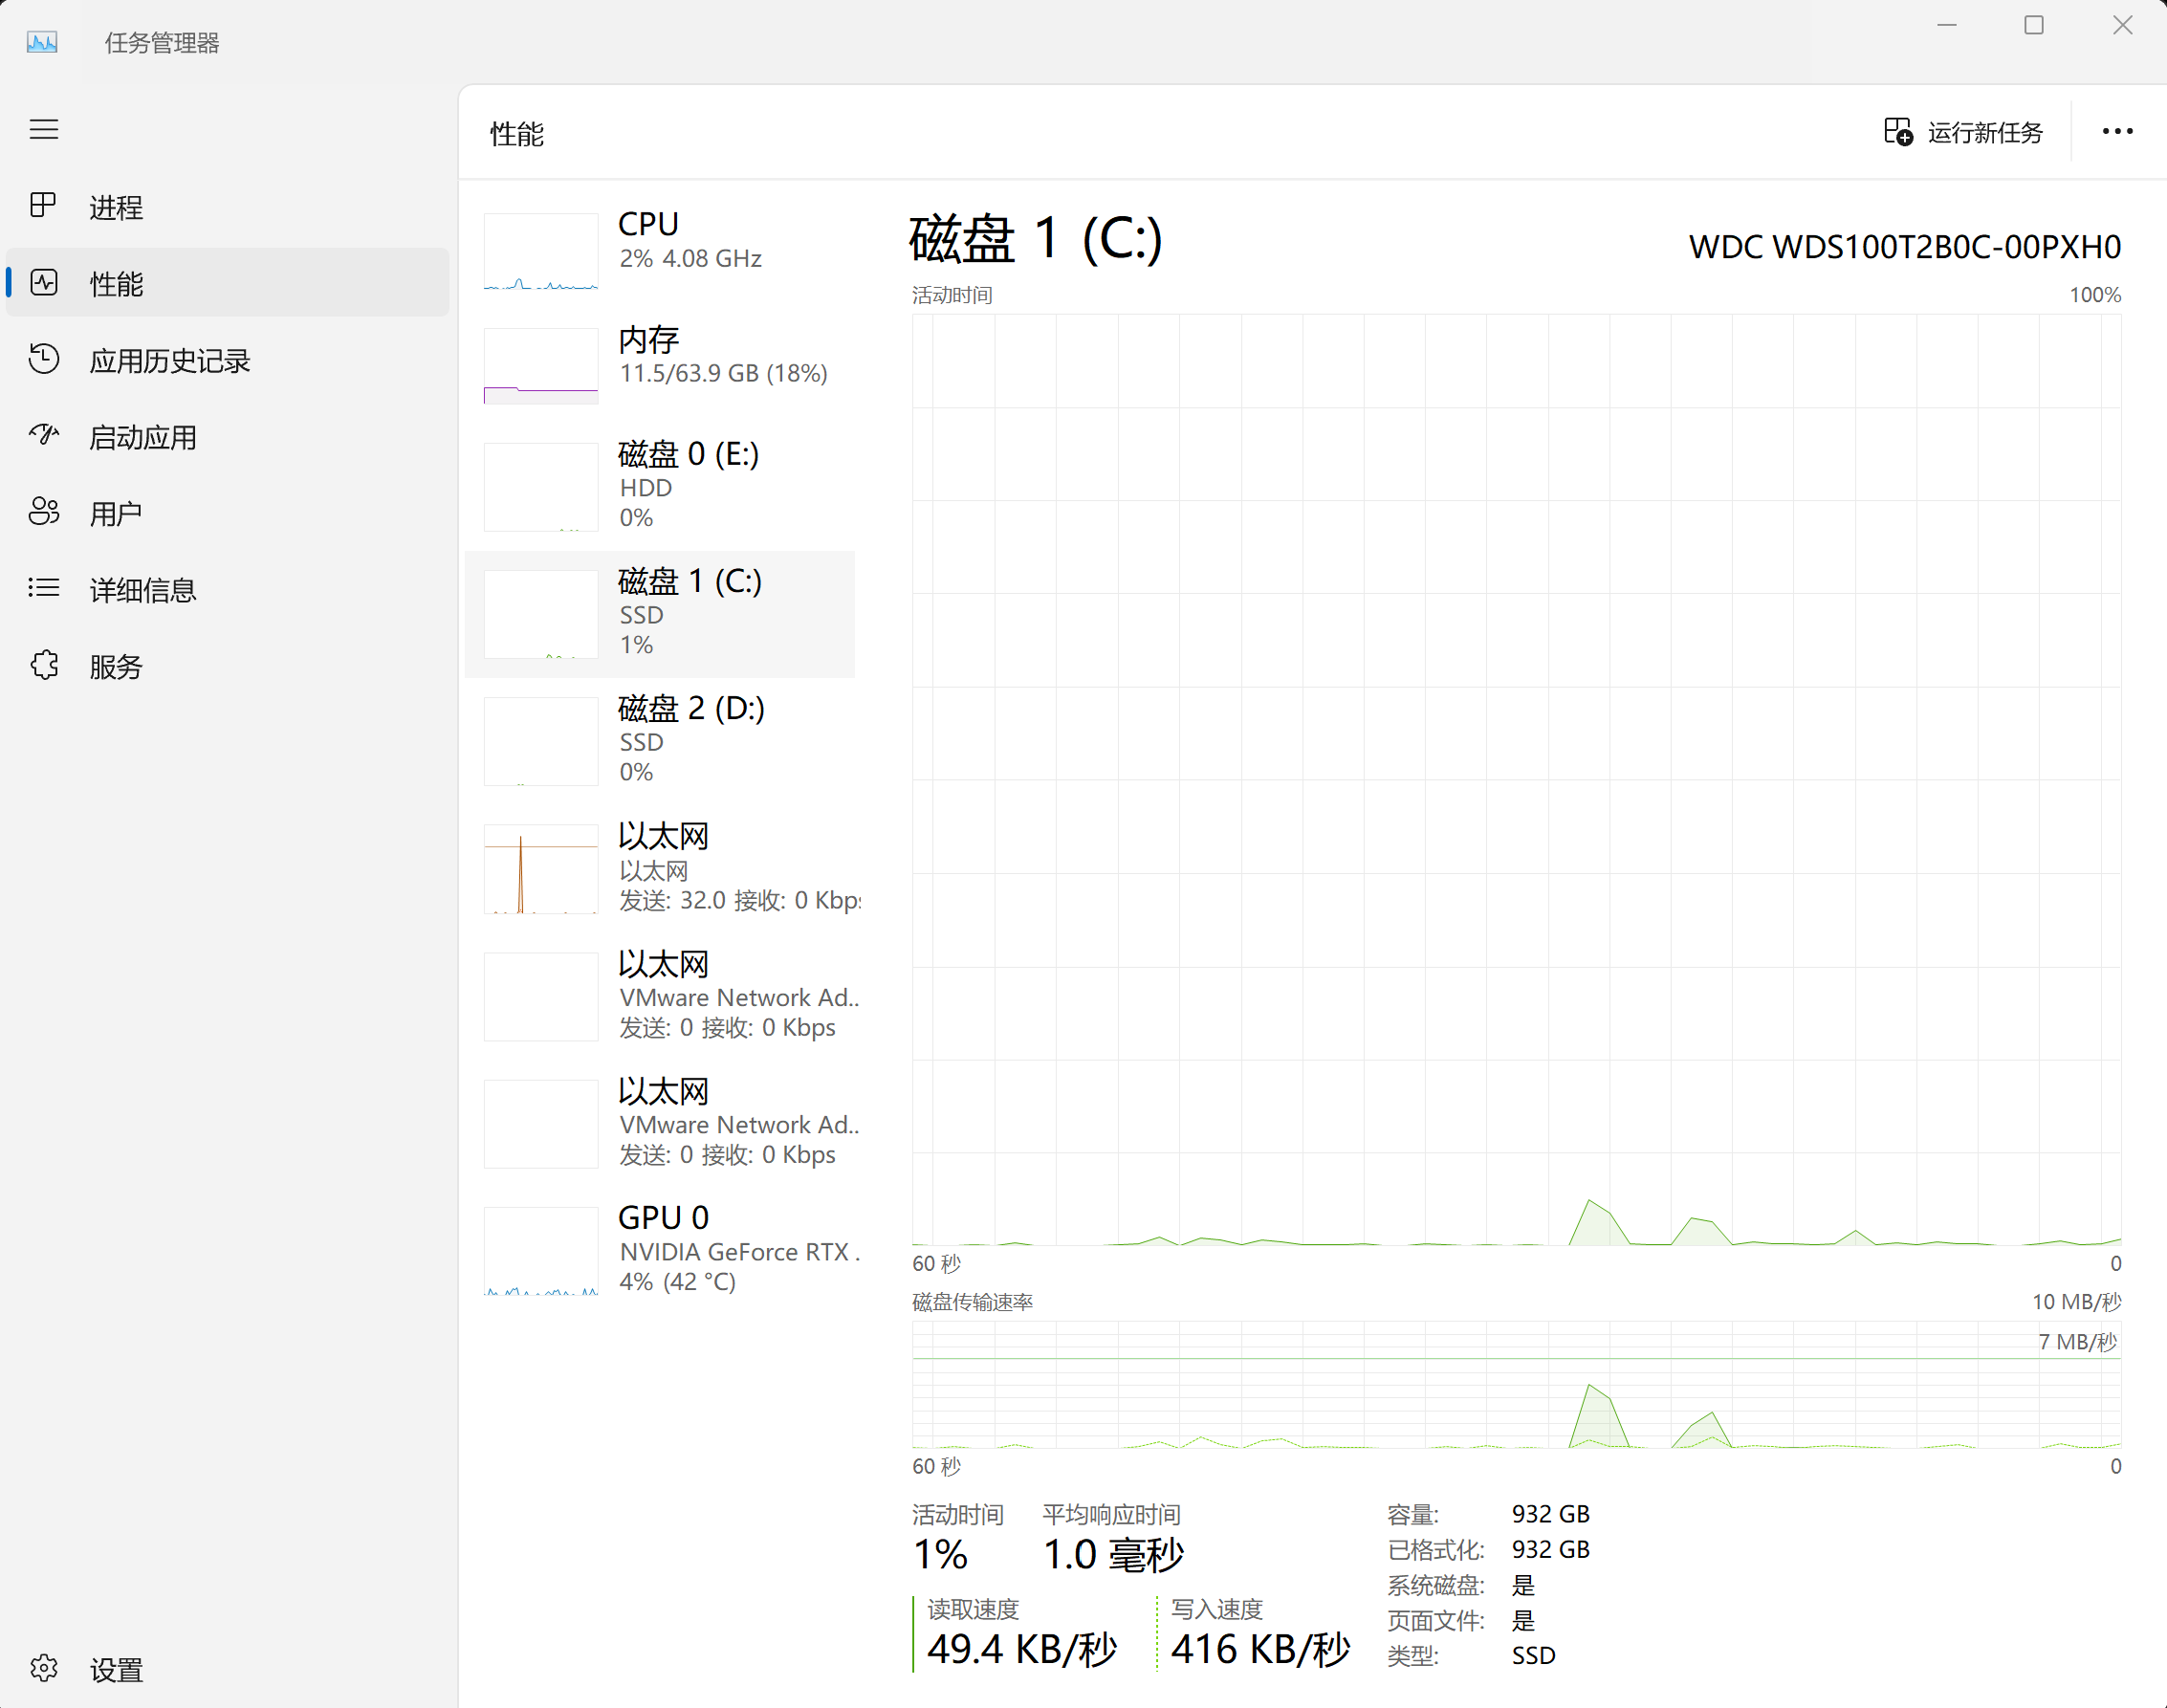 任务管理器
性能
运行新任务
进程
性能
应用历史记录
启动应用
用户
详细信息
服务
设置
CPU
2% 4.08 GHz
内存
11.5/63.9 GB (18%)
磁盘 0 (E:)
HDD
0%
磁盘 1 (C:)
SSD
1%
磁盘 2 (D:)
SSD
0%
以太网
以太网
发送: 32.0 接收: 0 Kbps
以太网
VMware Network Ad..
发送: 0 接收: 0 Kbps
以太网
VMware Network Ad..
发送: 0 接收: 0 Kbps
GPU 0
NVIDIA GeForce RTX .
4% (42 °C)
磁盘 1 (C:)
WDC WDS100T2B0C-00PXH0
活动时间
100%
60 秒
0
磁盘传输速率
10 MB/秒
7 MB/秒
60 秒
0
活动时间
1%
平均响应时间
1.0 毫秒
读取速度
49.4 KB/秒
写入速度
416 KB/秒
容量: 932 GB
已格式化: 932 GB
系统磁盘: 是
页面文件: 是
类型: SSD